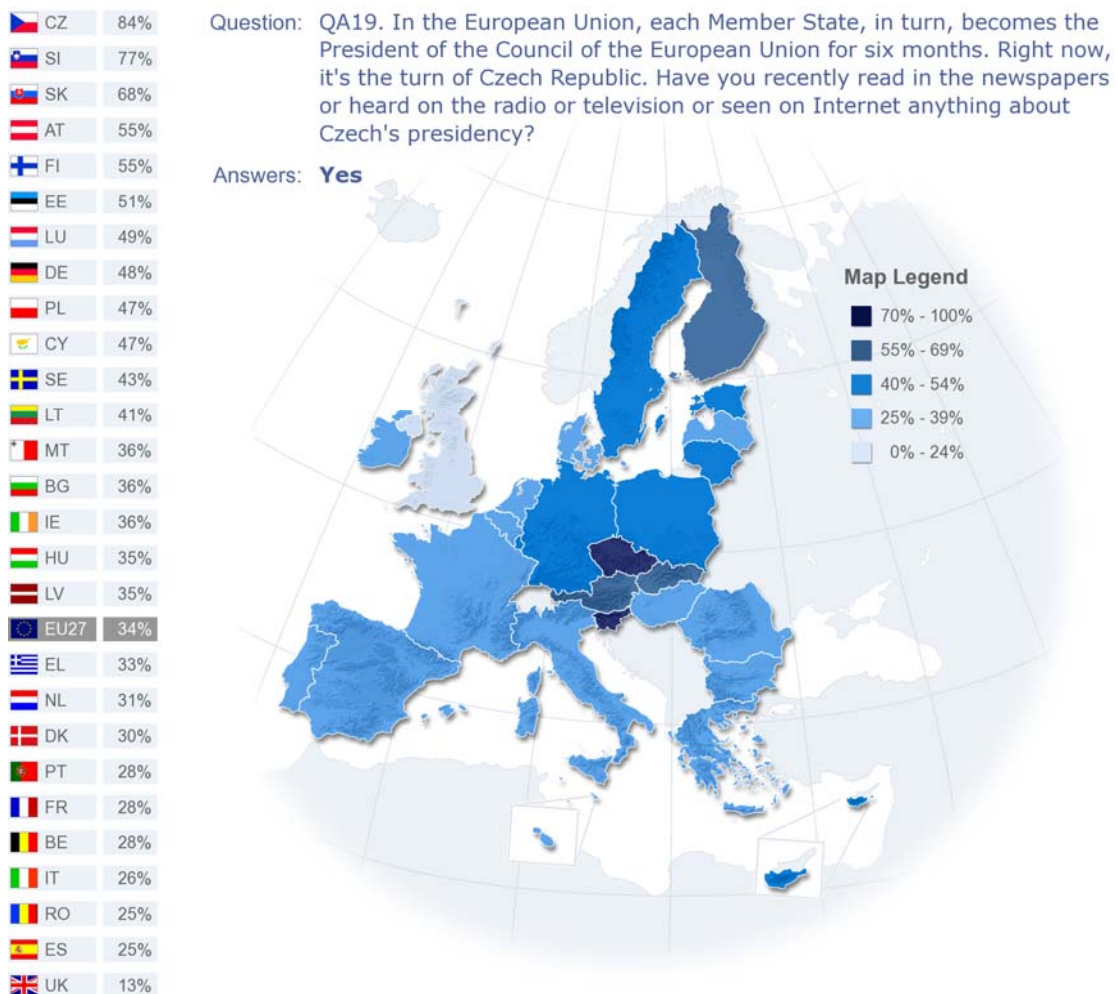 Question: QA19. In the European Union, each Member State, in turn, becomes the
President of the Council of the European Union for six months. Right now,
it's the turn of Czech Republic. Have you recently read in the newspapers
or heard on the radio or television or seen on Internet anything about
Czech's presidency?
Answers: Yes
CZ 84%
SI 77%
SK 68%
AT 55%
FI 55%
EE 51%
LU 49%
DE 48%
PL 47%
CY 47%
SE 43%
LT 41%
MT 36%
BG 36%
IE 36%
HU 35%
LV 35%
EU27 34%
EL 33%
NL 31%
DK 30%
PT 28%
FR 28%
BE 28%
IT 26%
RO 25%
ES 25%
UK 13%
Map Legend
70% - 100%
55% - 69%
40% - 54%
25% - 39%
0% - 24%